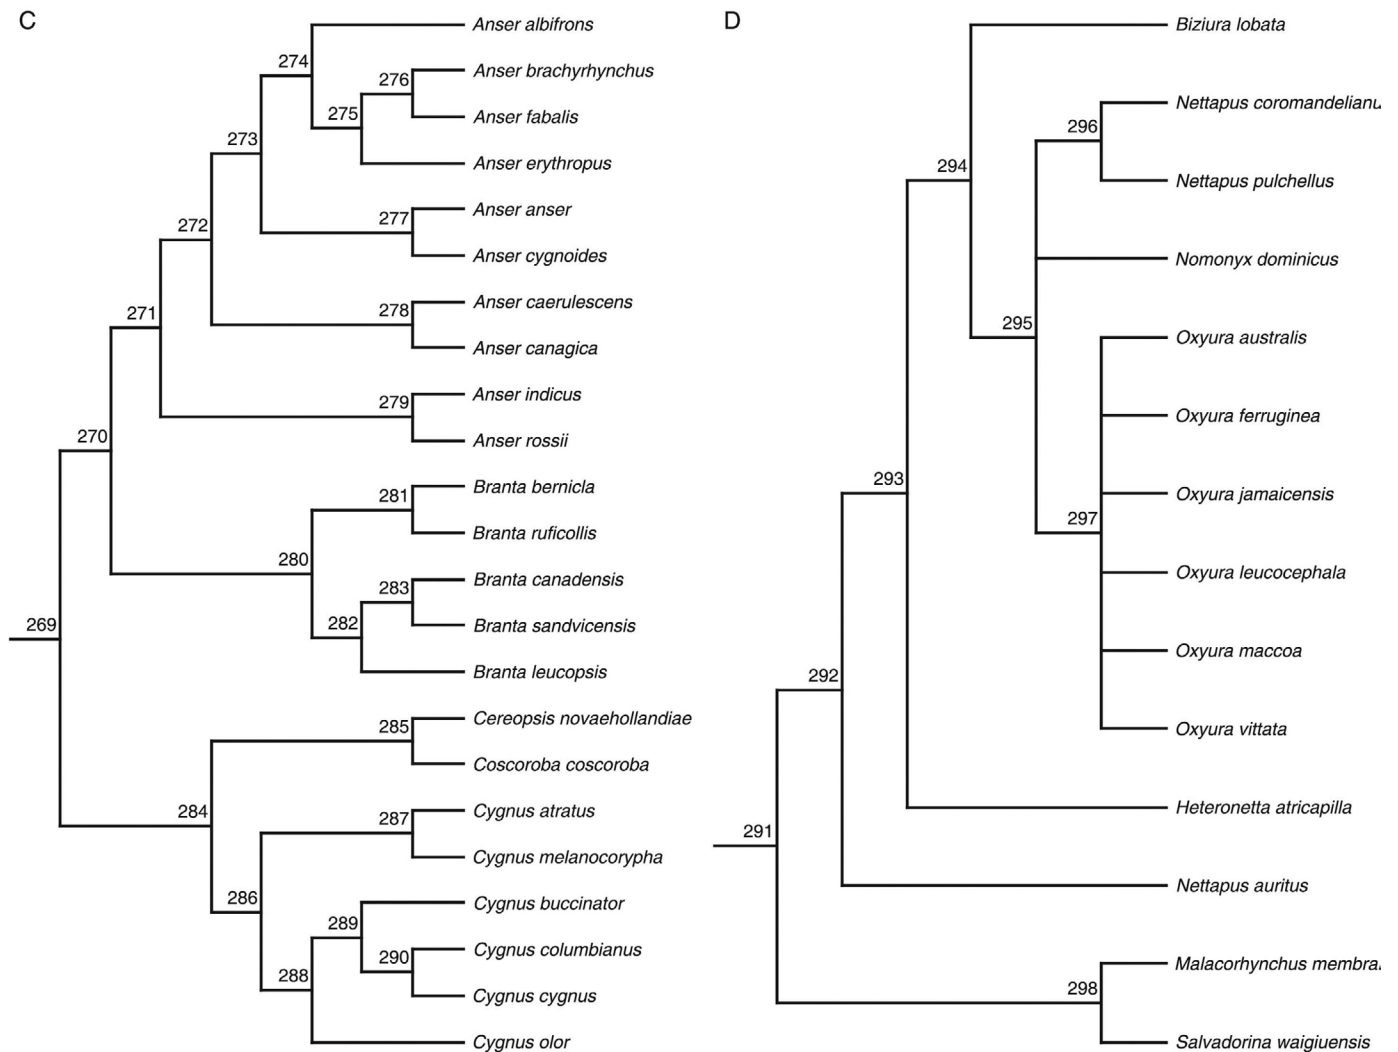 C
Anser albifrons
274
Anser brachyrhynchus
276
275
Anser fabalis
273
Anser erythropus
Anser anser
277
272
Anser cygnoides
Anser caerulescens
278
271
Anser canagica
Anser indicus
279
270
Anser rossii
Branta bernicla
281
Branta ruficollis
280
Branta canadensis
283
282
Branta sandvicensis
269
Branta leucopsis
Cereopsis novaehollandiae
285
Coscoroba coscoroba
284
Cygnus atratus
287
Cygnus melanocorypha
286
Cygnus buccinator
289
Cygnus columbianus
290
288
Cygnus cygnus
Cygnus olor
D
Biziura lobata
Nettapus coromandelianu
296
294
Nettapus pulchellus
Nomonyx dominicus
295
Oxyura australis
Oxyura ferruginea
293
Oxyura jamaicensis
297
Oxyura leucocephala
Oxyura maccoa
292
Oxyura vittata
Heteronetta atricapilla
291
Nettapus auritus
Malacorhynchus membra
298
Salvadorina waigiuensis